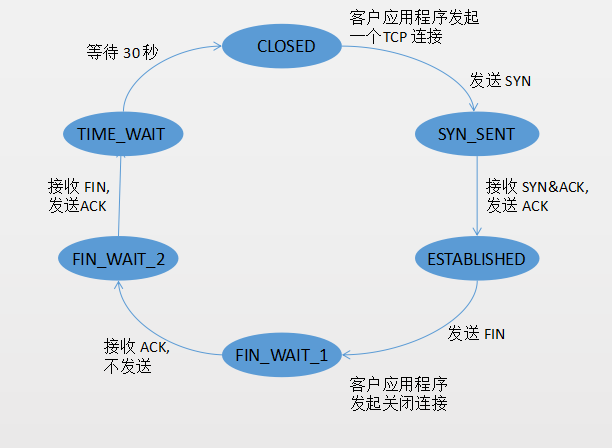 客户应用程序发起
一个TCP 连接
CLOSED
等待 30秒
发送 SYN
TIME_WAIT
SYN_SENT
接收 FIN,
发送ACK
接收 SYN&ACK,
发送 ACK
FIN_WAIT_2
ESTABLISHED
发送 FIN
接收 ACK,
不发送
FIN_WAIT_1
客户应用程序
发起关闭连接